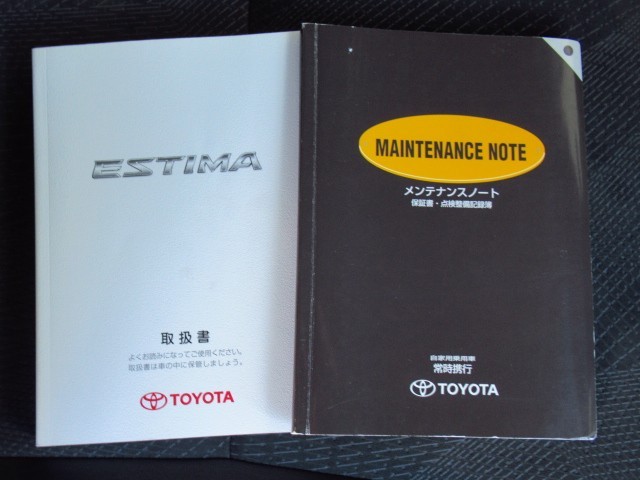 ESTIMA
取扱書
よくお読みになってご使用ください。
取扱書は車の中に保管しましょう。
TOYOTA
MAINTENANCE NOTE
メンテナンスノート
保証書・点検整備記録簿
自家用乗用車
常時携行
TOYOTA